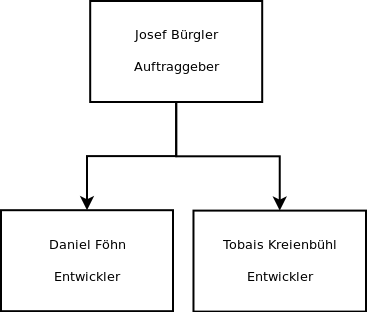 Josef Bürgler
Auftraggeber
Daniel Föhn
Entwickler
Tobais Kreienbühl
Entwickler